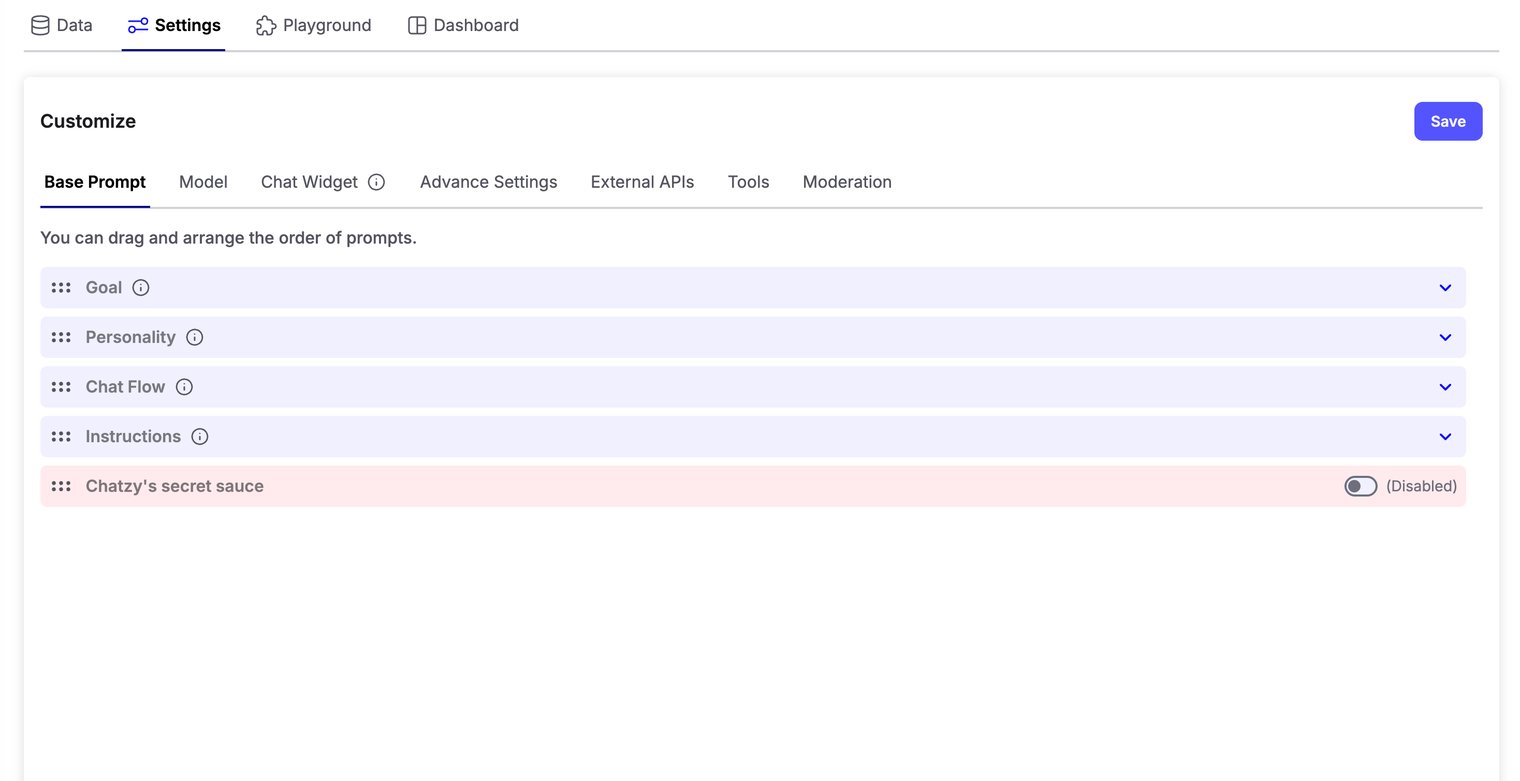 Data Settings Playground Dashboard
Customize Save
Base Prompt Model Chat Widget Advance Settings External APIs Tools Moderation
You can drag and arrange the order of prompts.
Goal
Personality
Chat Flow
Instructions
Chatzy's secret sauce (Disabled)